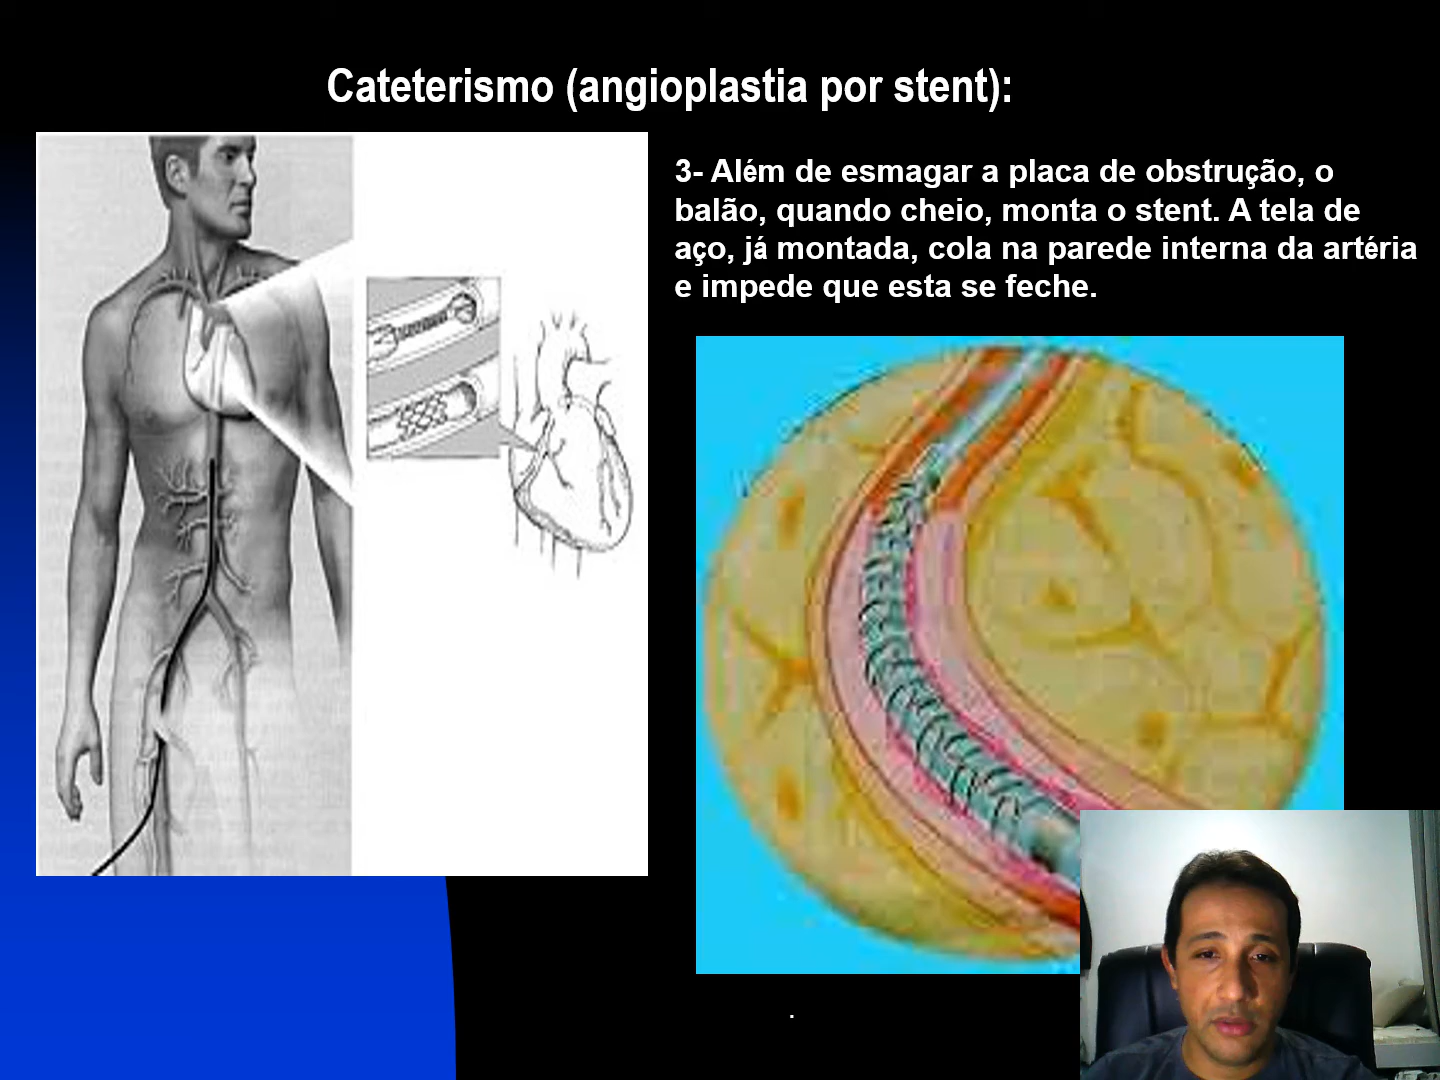 Cateterismo (angioplastia por stent):
3- Além de esmagar a placa de obstrução, o
balão, quando cheio, monta o stent. A tela de
aço, já montada, cola na parede interna da artéria
e impede que esta se feche.
.